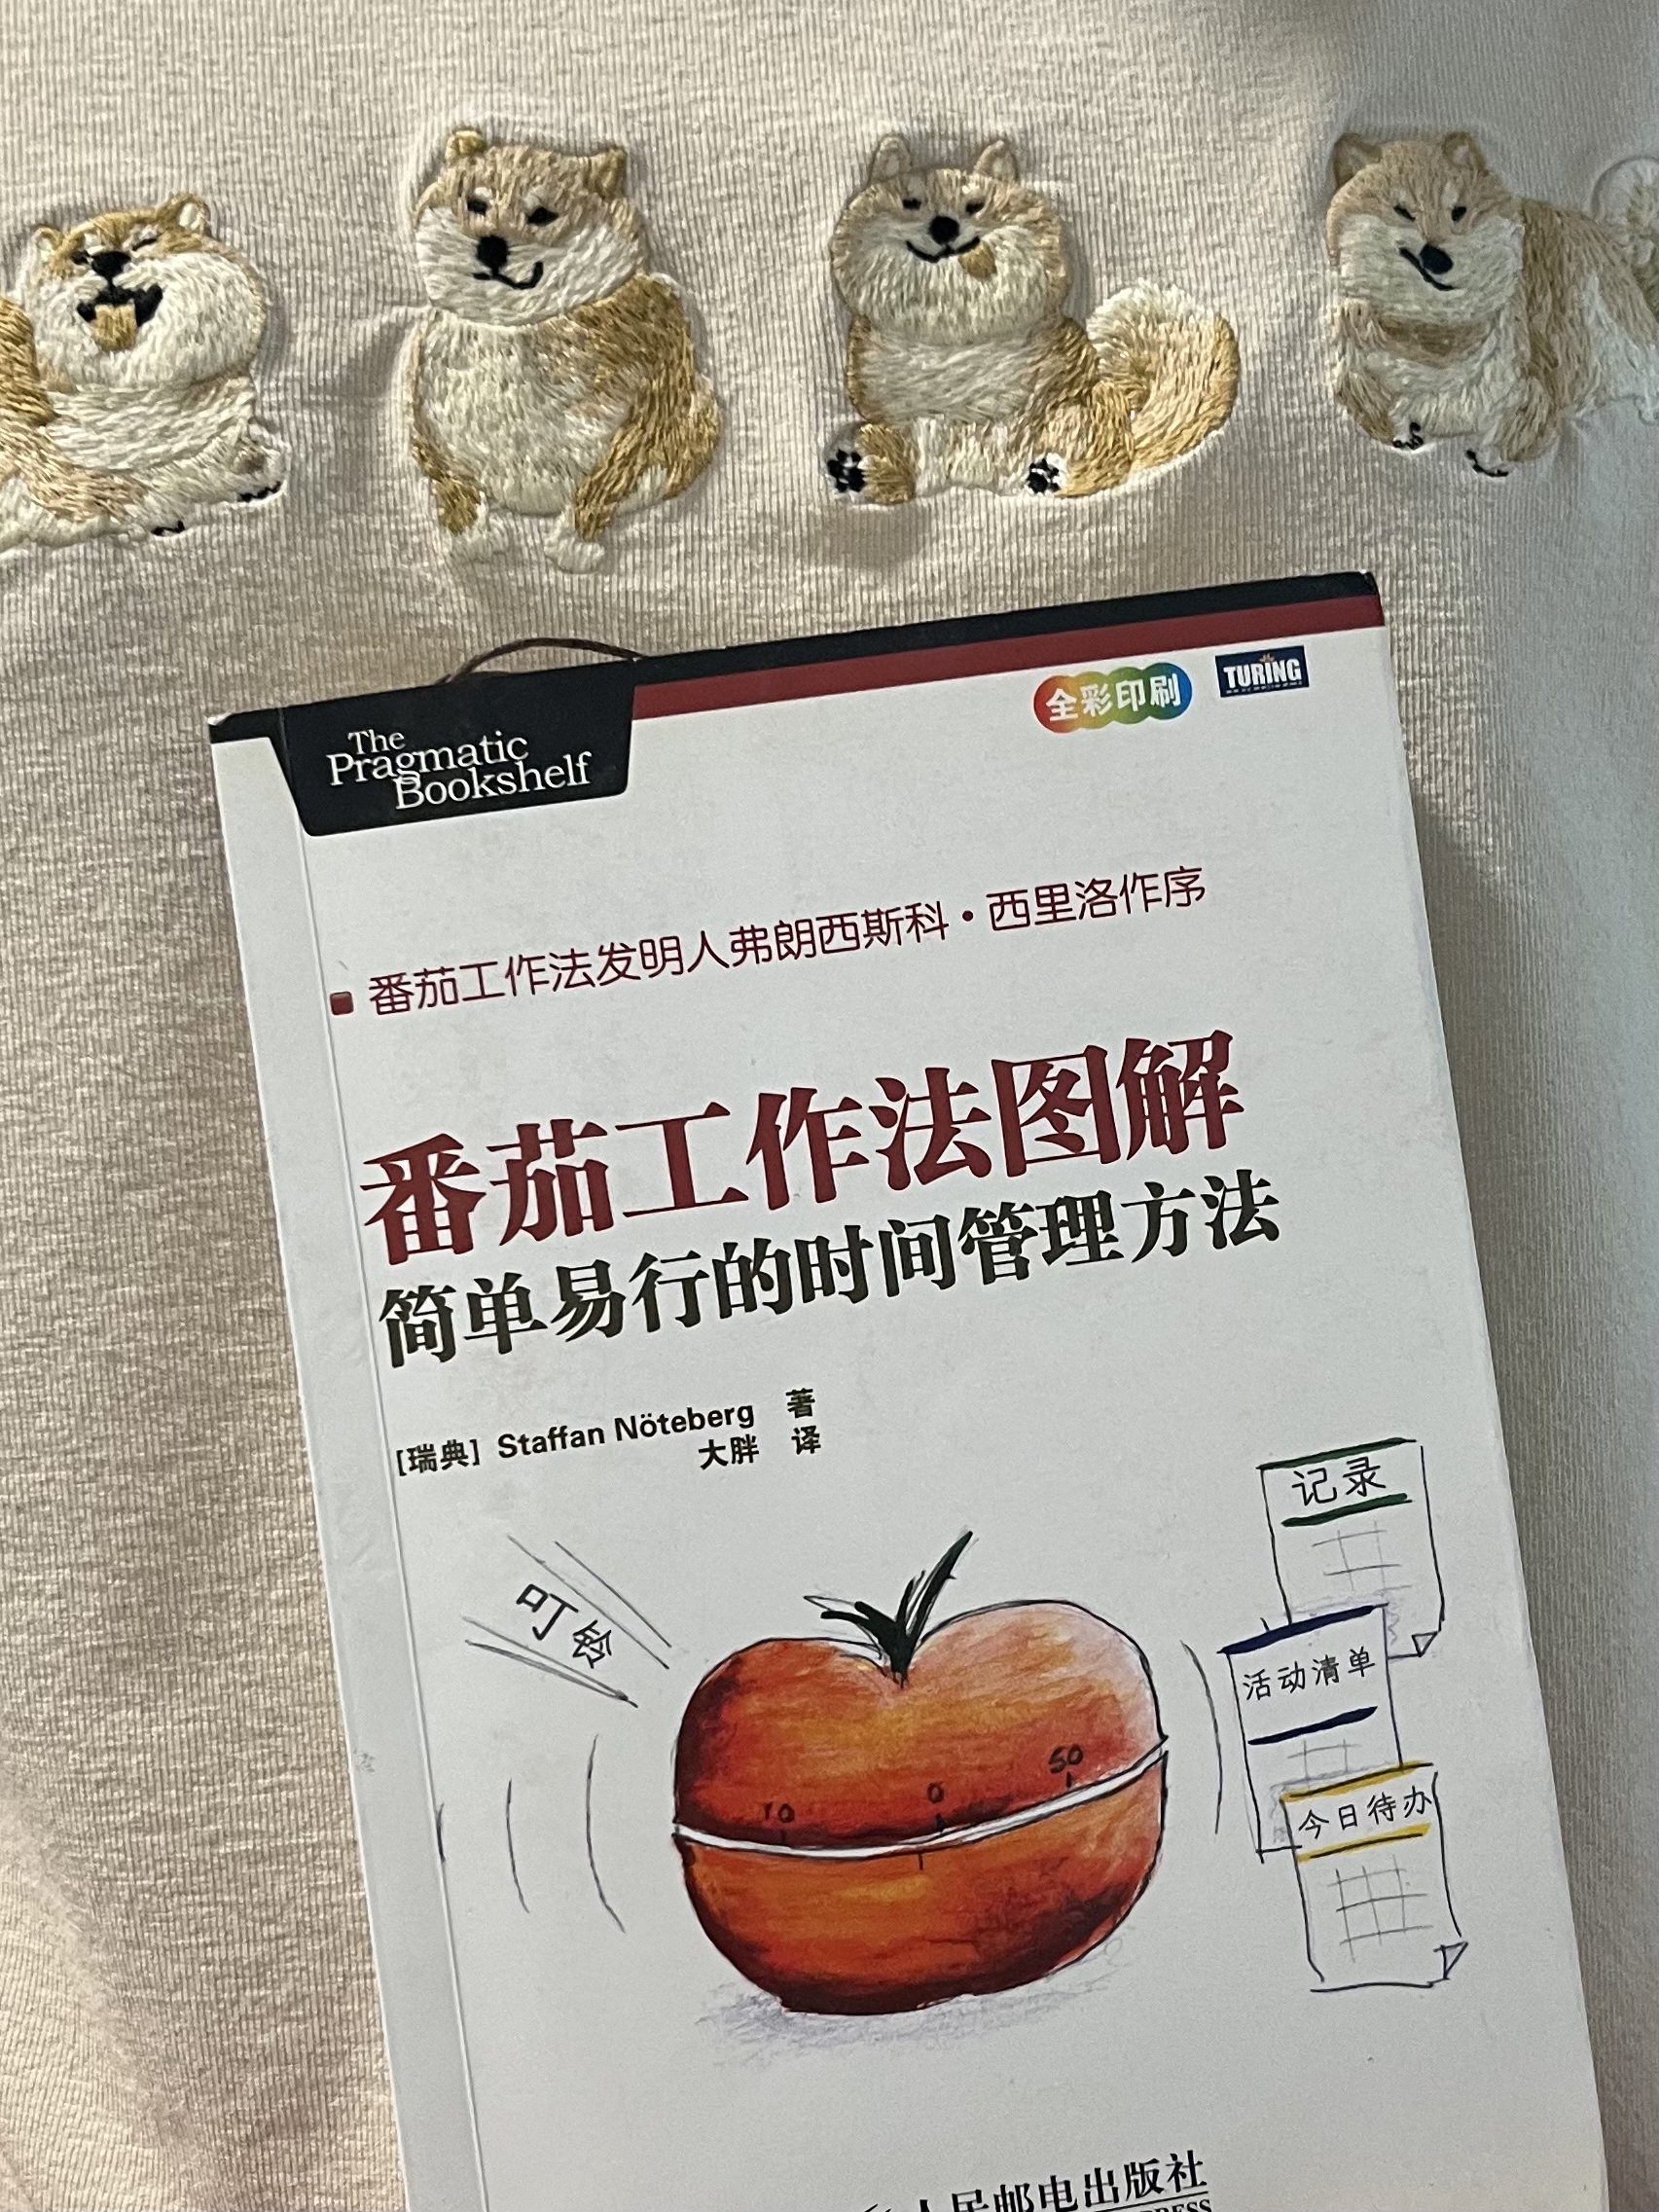 The
Pragmatic
Bookshelf
全彩印刷
TURING
番茄工作法发明人弗朗西斯科·西里洛作序
番茄工作法图解
简单易行的时间管理方法
[瑞典] Staffan Nöteberg 著
大胖 译
记录
叮铃
活动清单
今日待办
10 0 50
人民邮电出版社
PRESS